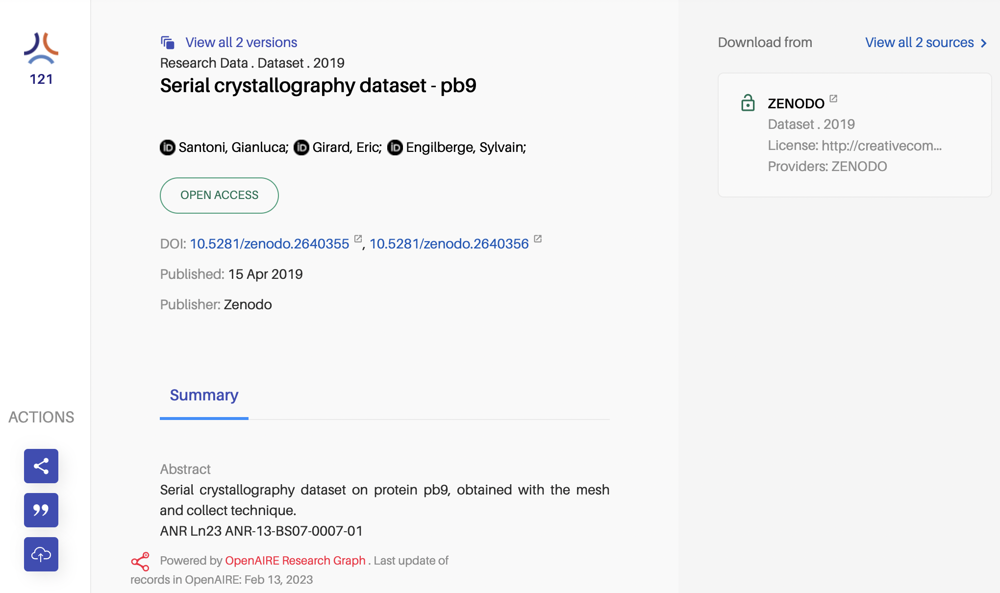 121
View all 2 versions
Research Data . Dataset . 2019
Serial crystallography dataset - pb9
iD Santoni, Gianluca; iD Girard, Eric; iD Engilberge, Sylvain;
OPEN ACCESS
DOI: 10.5281/zenodo.2640355 , 10.5281/zenodo.2640356
Published: 15 Apr 2019
Publisher: Zenodo
Summary
Abstract
Serial crystallography dataset on protein pb9, obtained with the mesh
and collect technique.
ANR Ln23 ANR-13-BS07-0007-01
Powered by OpenAIRE Research Graph . Last update of
records in OpenAIRE: Feb 13, 2023
ACTIONS
Download from
View all 2 sources
ZENODO
Dataset . 2019
License: http://creativecom...
Providers: ZENODO